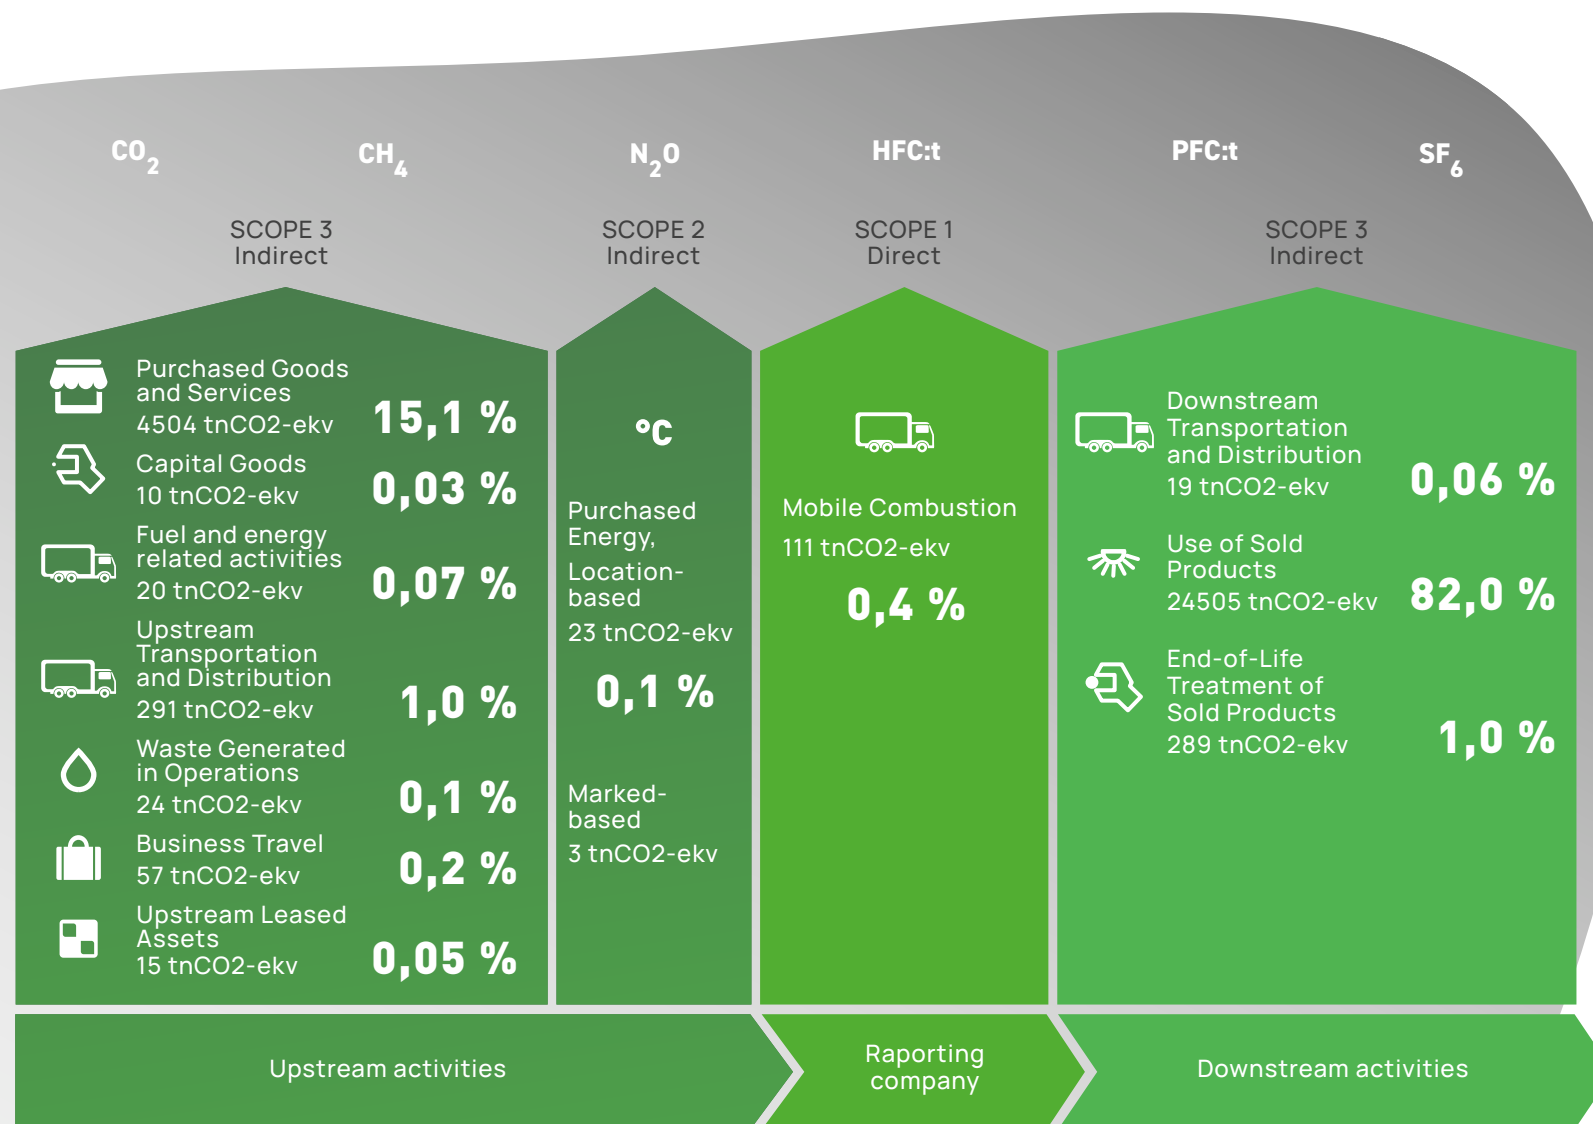 CO2
CH4
N2O
HFC:t
PFC:t
SF6
SCOPE 3
Indirect
SCOPE 2
Indirect
SCOPE 1
Direct
SCOPE 3
Indirect
Purchased Goods
and Services
4504 tnCO2-ekv
15,1 %
Capital Goods
10 tnCO2-ekv
0,03 %
Fuel and energy
related activities
20 tnCO2-ekv
0,07 %
Upstream
Transportation
and Distribution
291 tnCO2-ekv
1,0 %
Waste Generated
in Operations
24 tnCO2-ekv
0,1 %
Business Travel
57 tnCO2-ekv
0,2 %
Upstream Leased
Assets
15 tnCO2-ekv
0,05 %
°C
Purchased
Energy,
Location-
based
23 tnCO2-ekv
0,1 %
Marked-
based
3 tnCO2-ekv
Mobile Combustion
111 tnCO2-ekv
0,4 %
Downstream
Transportation
and Distribution
19 tnCO2-ekv
0,06 %
Use of Sold
Products
24505 tnCO2-ekv
82,0 %
End-of-Life
Treatment of
Sold Products
289 tnCO2-ekv
1,0 %
Upstream activities
Raporting
company
Downstream activities